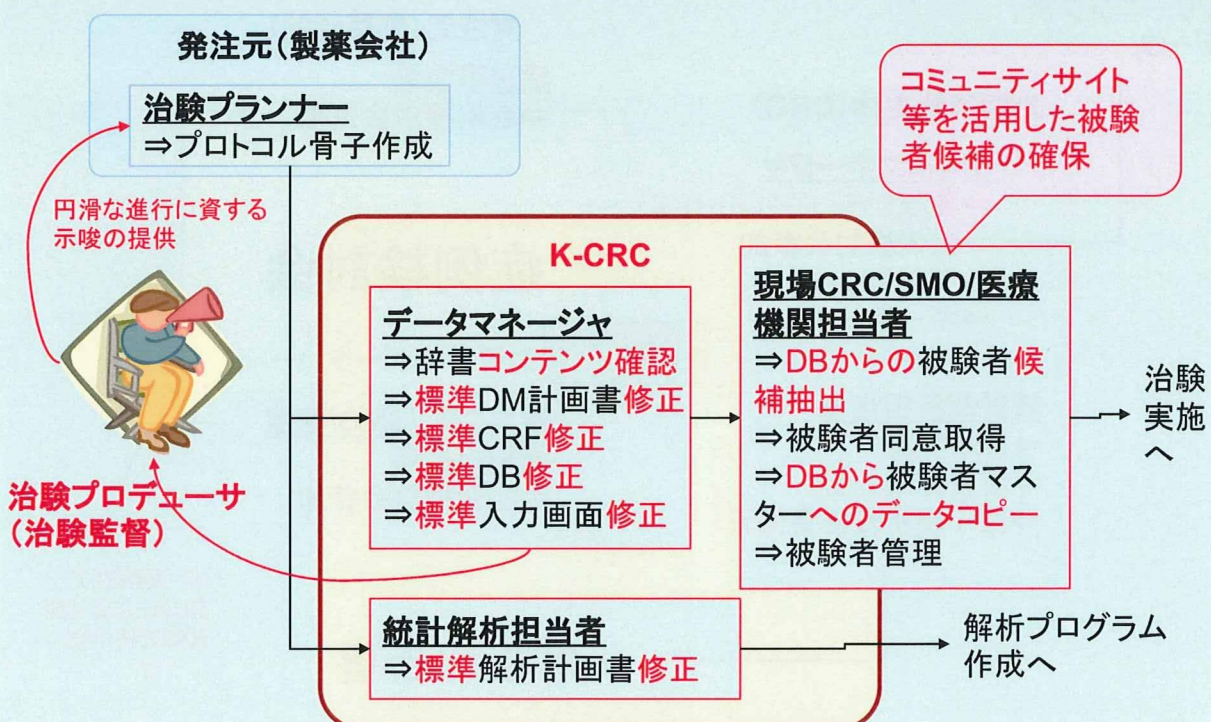 発注元(製薬会社)
治験プランナー
⇒プロトコル骨子作成
コミュニティサイト
等を活用した被験
者候補の確保
円滑な進行に資する
示唆の提供
K-CRC
データマネージャ
⇒辞書コンテンツ確認
⇒標準DM計画書修正
⇒標準CRF修正
⇒標準DB修正
⇒標準入力画面修正
現場CRC/SMO/医療
機関担当者
⇒DBからの被験者候
補抽出
⇒被験者同意取得
⇒DBから被験者マス
ターへのデータコピー
⇒被験者管理
治験
実施
へ
治験プロデューサ
(治験監督)
統計解析担当者
⇒標準解析計画書修正
解析プログラム
作成へ